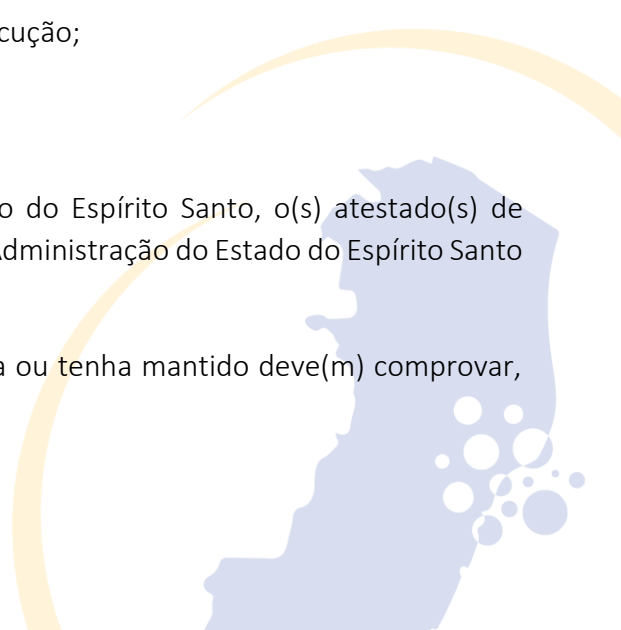 cução;
o do Espírito Santo, o(s) atestado(s) de
Administração do Estado do Espírito Santo
a ou tenha mantido deve(m) comprovar,